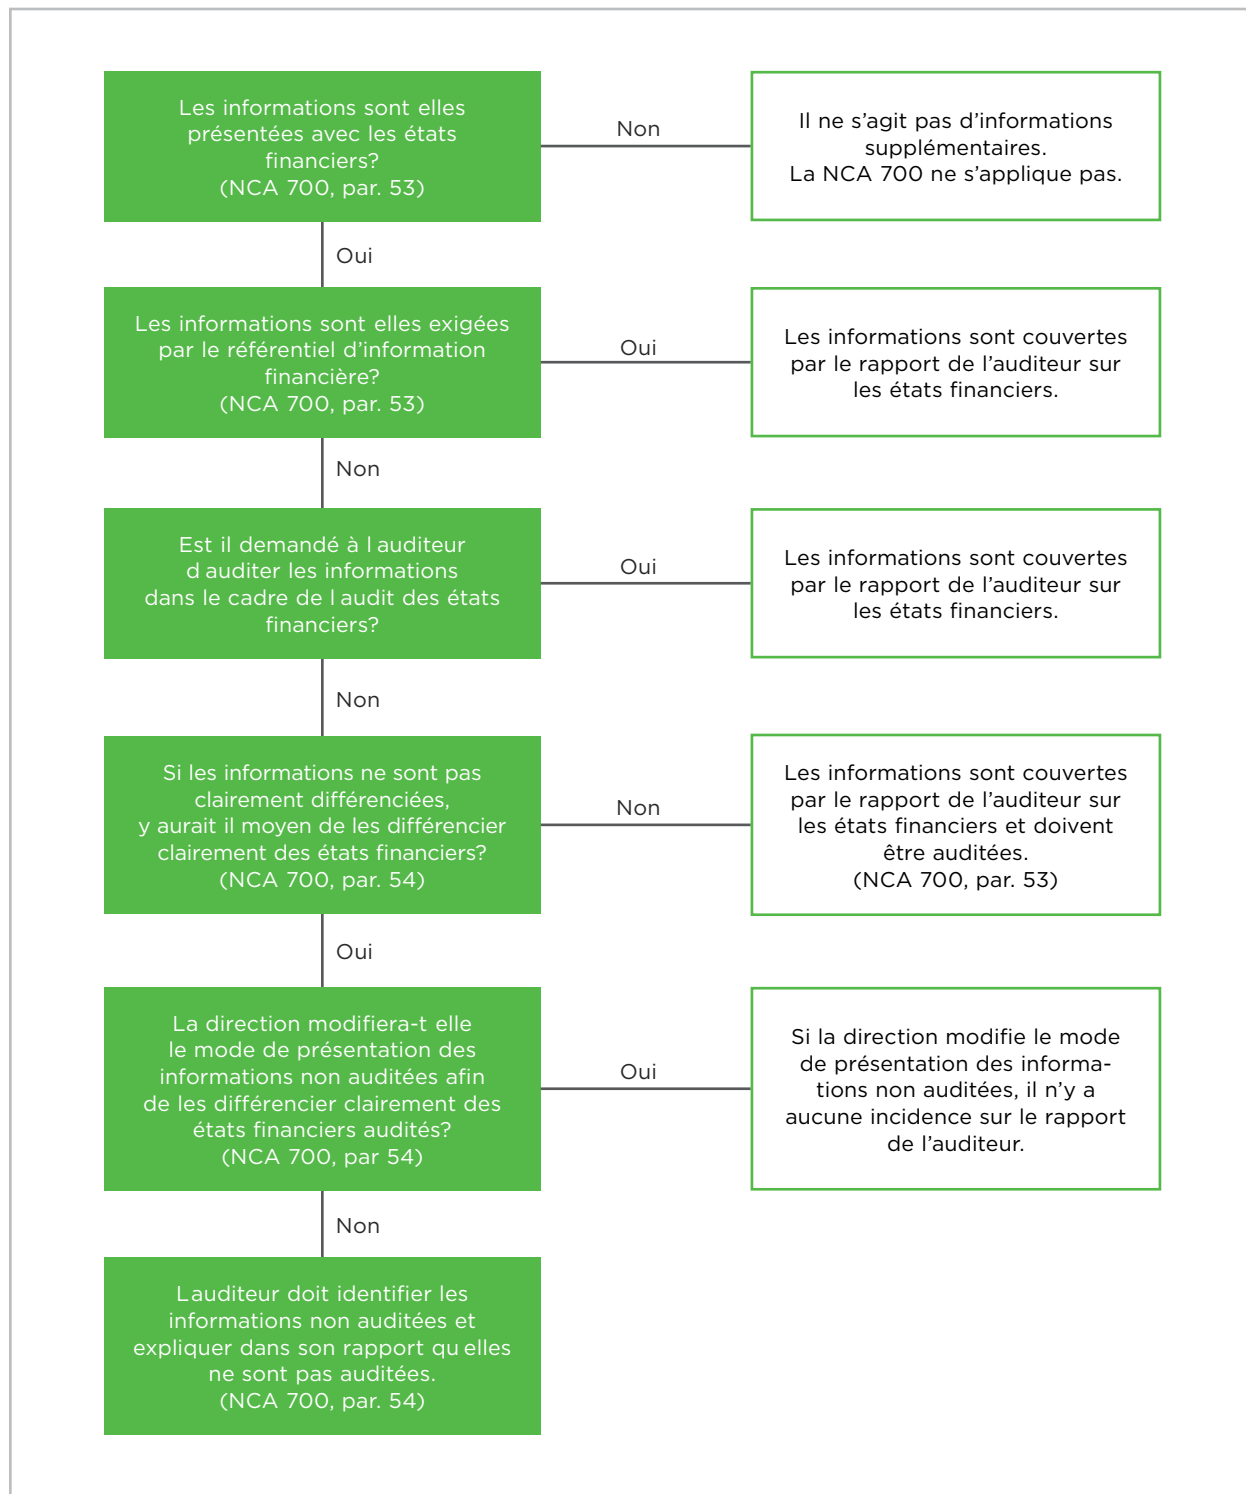 Les informations sont elles
présentées avec les états
financiers?
(NCA 700, par. 53)
Non
Il ne s’agit pas d’informations
supplémentaires.
La NCA 700 ne s’applique pas.
Oui
Les informations sont elles exigées
par le référentiel d’information
financière?
(NCA 700, par. 53)
Oui
Les informations sont couvertes
par le rapport de l’auditeur sur
les états financiers.
Non
Est il demandé à l auditeur
d auditer les informations
dans le cadre de l audit des états
financiers?
Oui
Les informations sont couvertes
par le rapport de l’auditeur sur
les états financiers.
Non
Si les informations ne sont pas
clairement différenciées,
y aurait il moyen de les différencier
clairement des états financiers?
(NCA 700, par. 54)
Non
Les informations sont couvertes
par le rapport de l’auditeur sur
les états financiers et doivent
être auditées.
(NCA 700, par. 53)
Oui
La direction modifiera-t elle
le mode de présentation des
informations non auditées afin
de les différencier clairement des
états financiers audités?
(NCA 700, par 54)
Oui
Si la direction modifie le mode
de présentation des informa-
tions non auditées, il n’y a
aucune incidence sur le rapport
de l’auditeur.
Non
L auditeur doit identifier les
informations non auditées et
expliquer dans son rapport qu elles
ne sont pas auditées.
(NCA 700, par. 54)